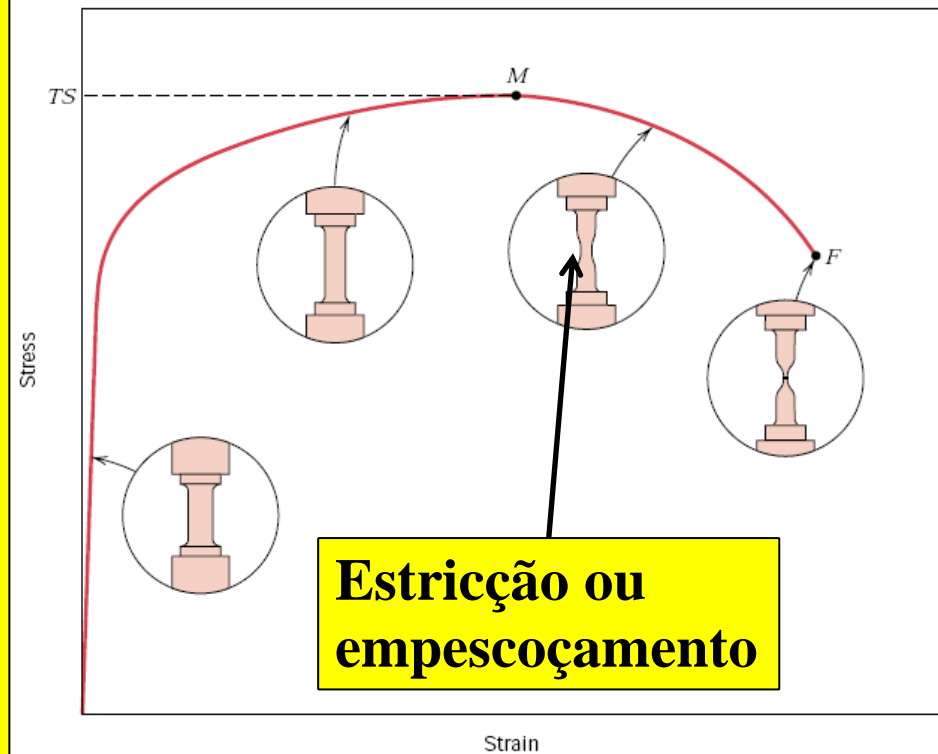 M
TS
F
Stress
Estricção ou
empescoçamento
Strain